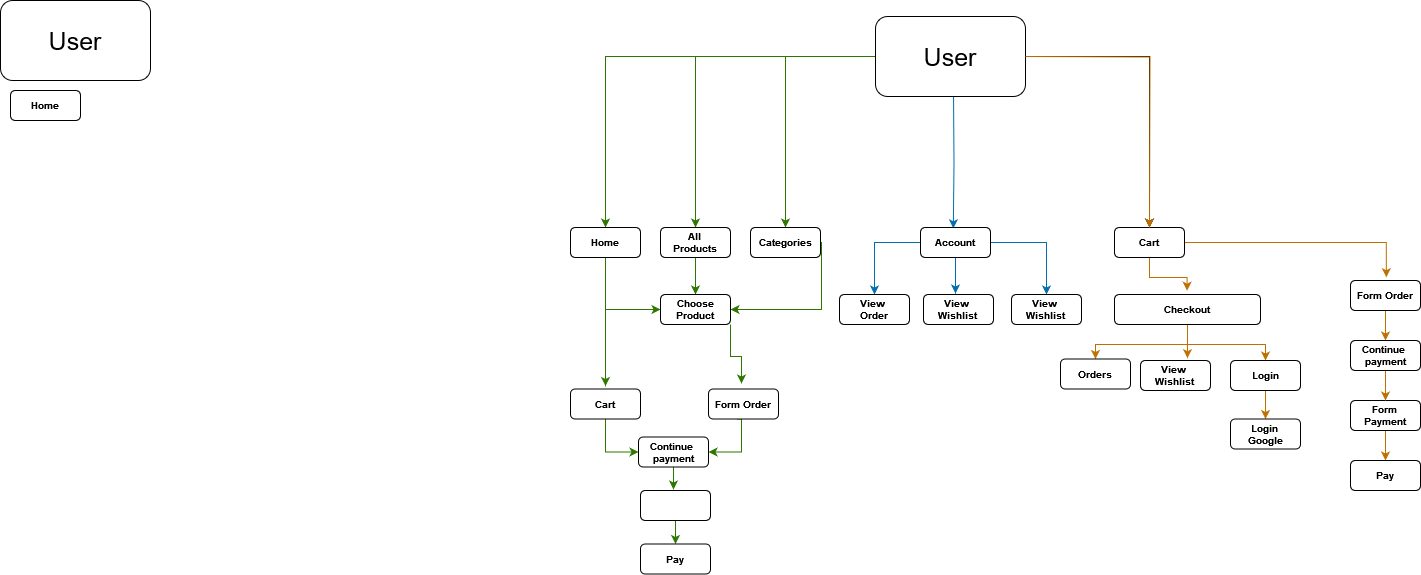 User
Home
User
Home
All
Products
Categories
Account
Cart
Choose
Product
View
Order
View
Wishlist
View
Wishlist
Checkout
Form Order
Continue
payment
Orders
View
Wishlist
Login
Cart
Form Order
Form
Payment
Login
Google
Continue
payment
Pay
Pay